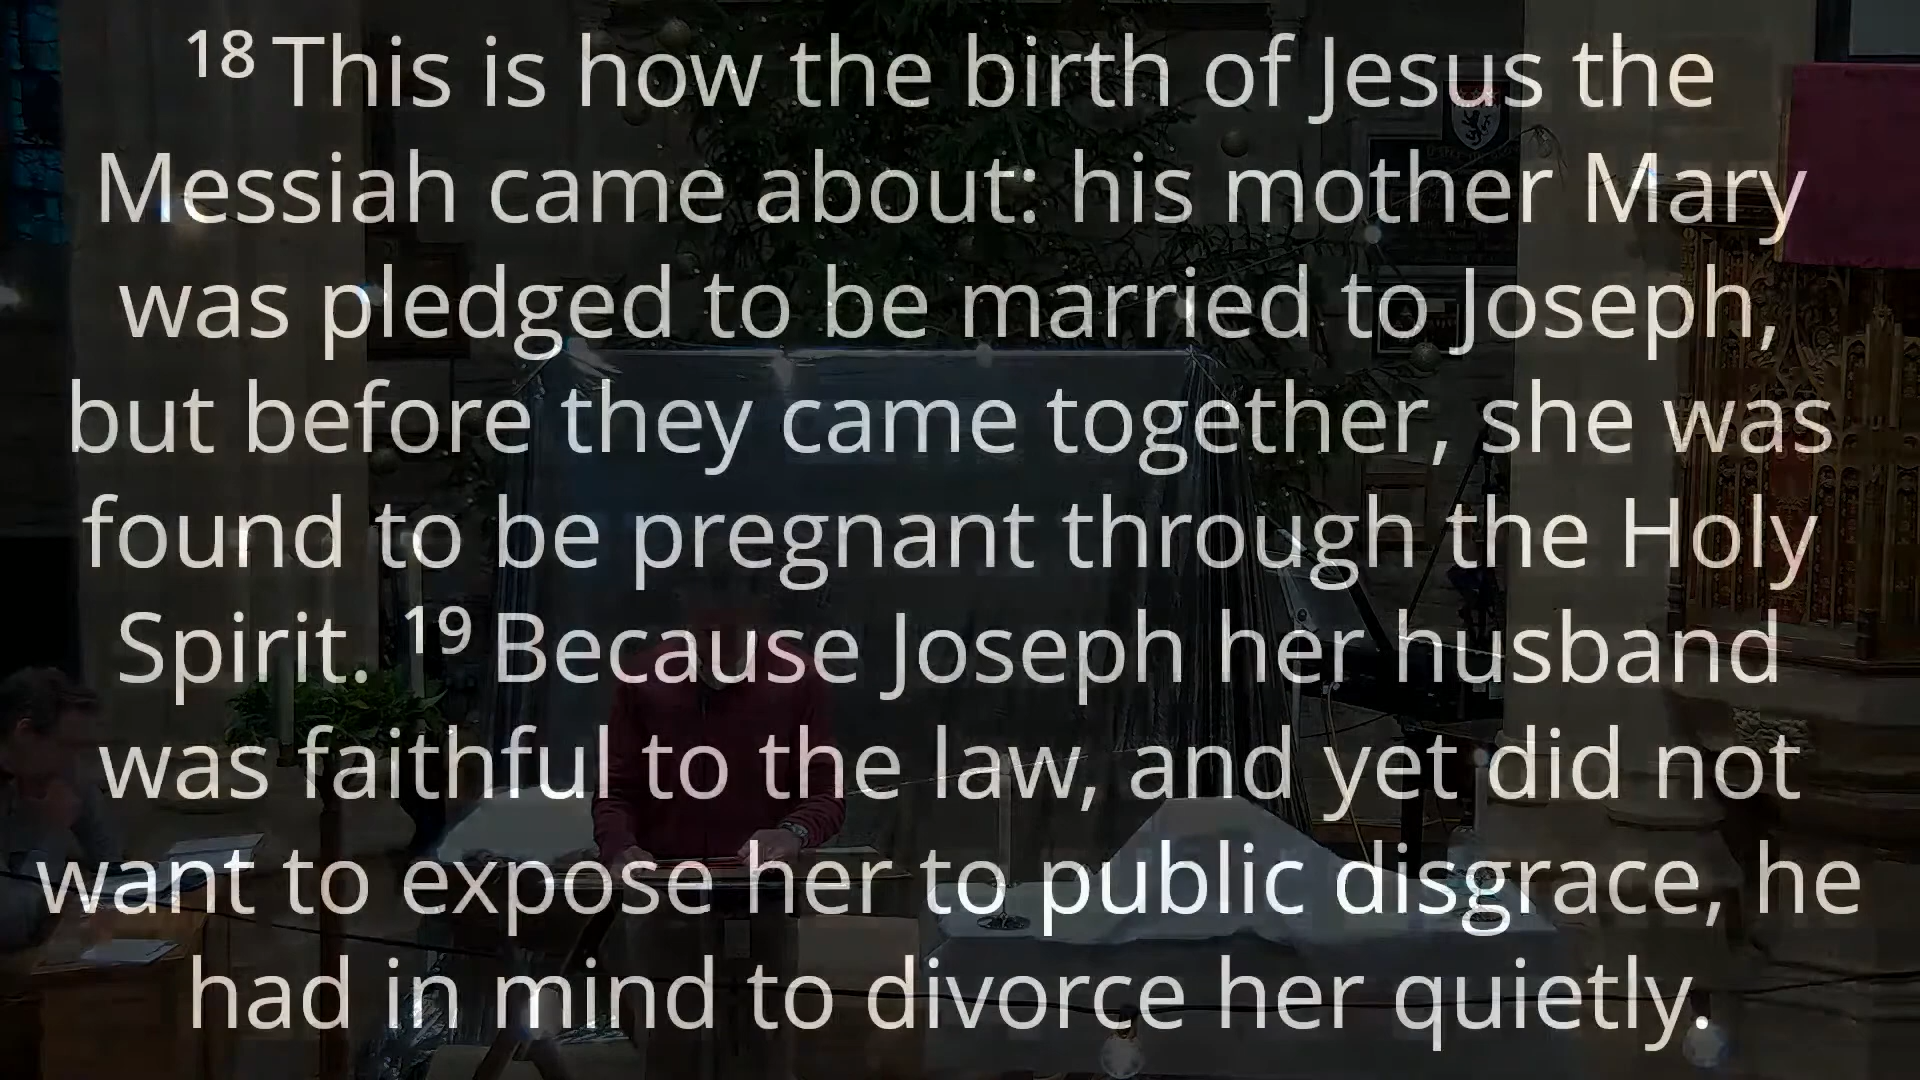 18 This is how the birth of Jesus the
Messiah came about: his mother Mary
was pledged to be married to Joseph,
but before they came together, she was
found to be pregnant through the Holy
Spirit. 19 Because Joseph her husband
was faithful to the law, and yet did not
want to expose her to public disgrace, he
had in mind to divorce her quietly.